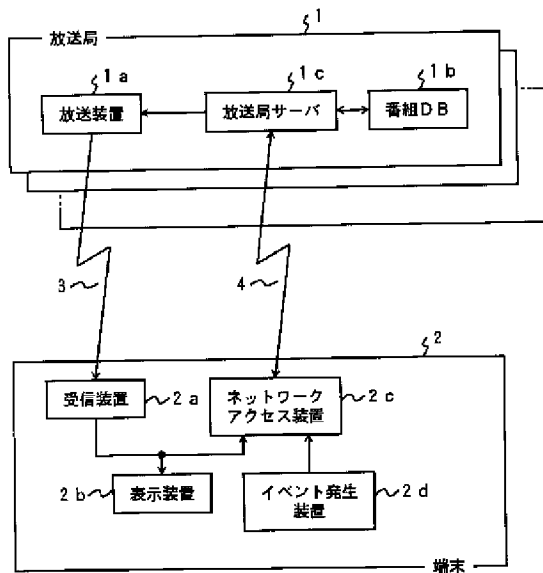 放送局
1
1a
1c
1b
放送装置
放送局サーバ
番組DB
3
4
2
受信装置
2a
ネットワーク
アクセス装置
2c
2b
表示装置
イベント発生
装置
2d
端末